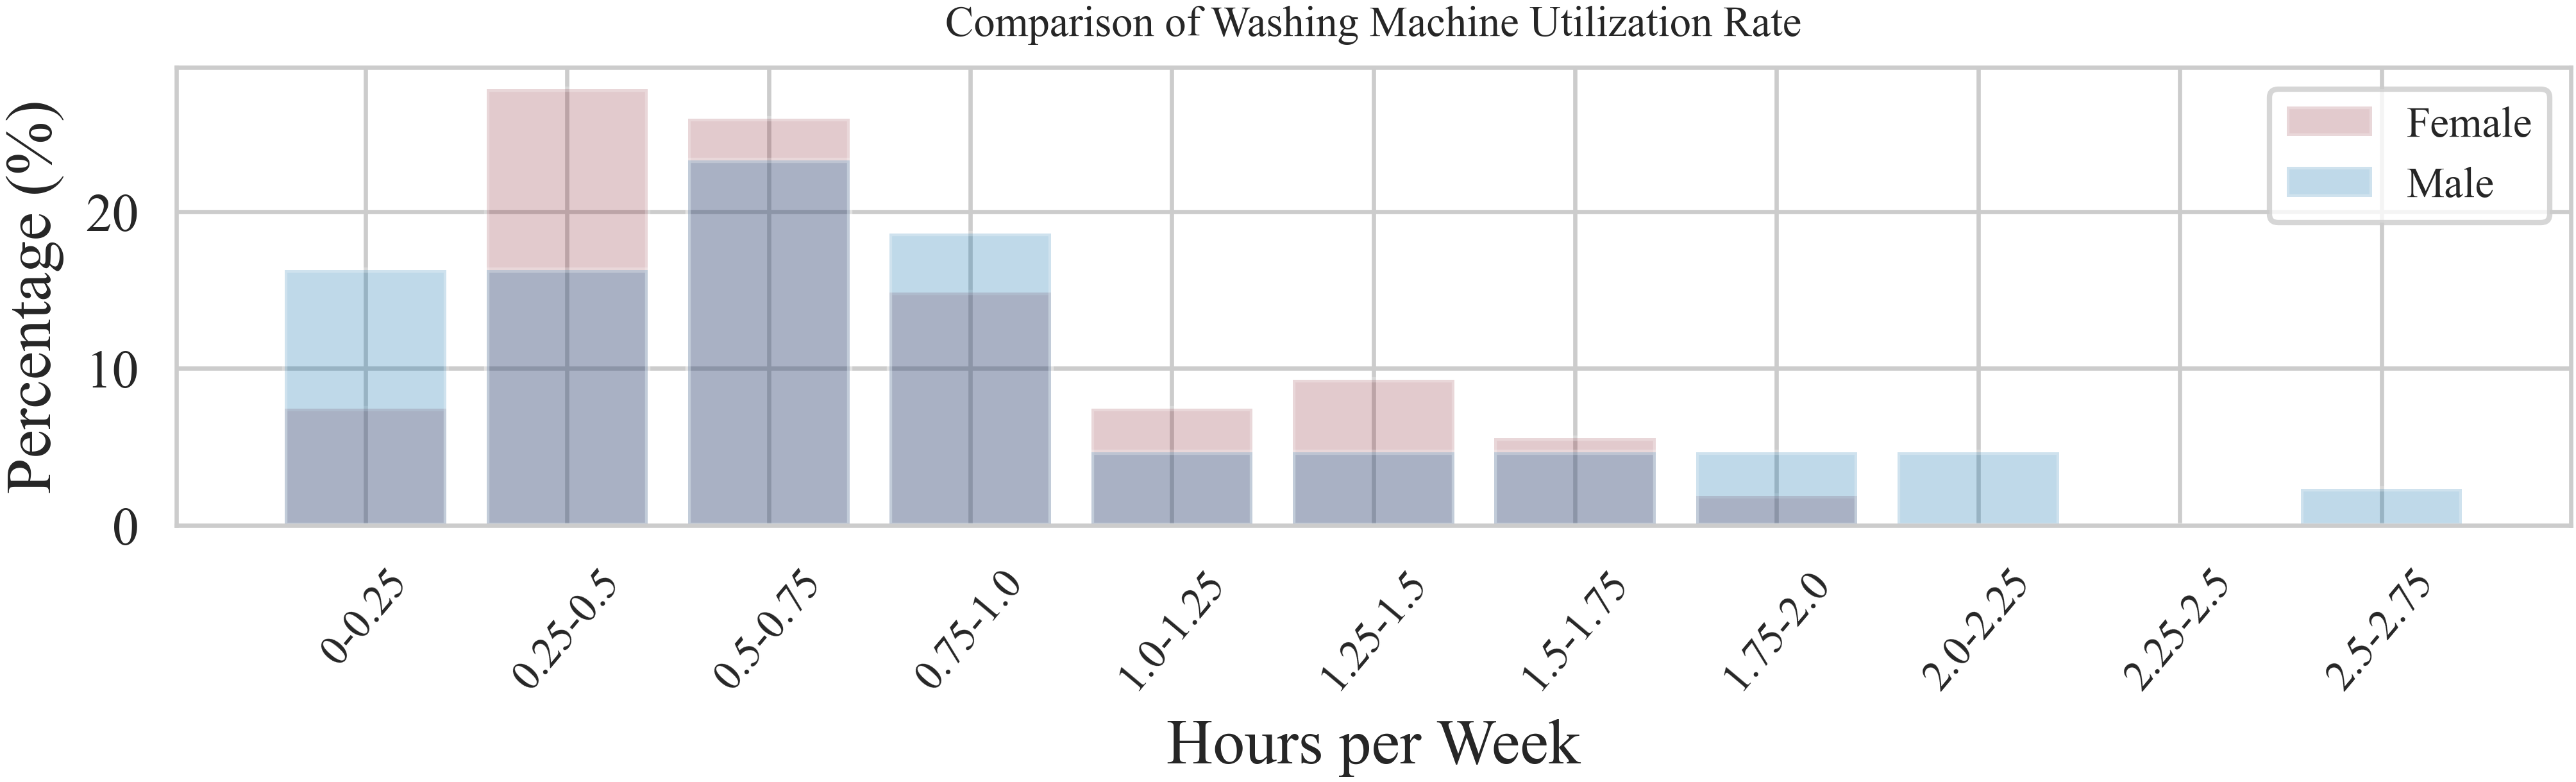 Comparison of Washing Machine Utilization Rate
Percentage (%)
20
10
0
Female
Male
0-0.25
0.25-0.5
0.5-0.75
0.75-1.0
1.0-1.25
1.25-1.5
1.5-1.75
1.75-2.0
2.0-2.25
2.25-2.5
2.5-2.75
Hours per Week